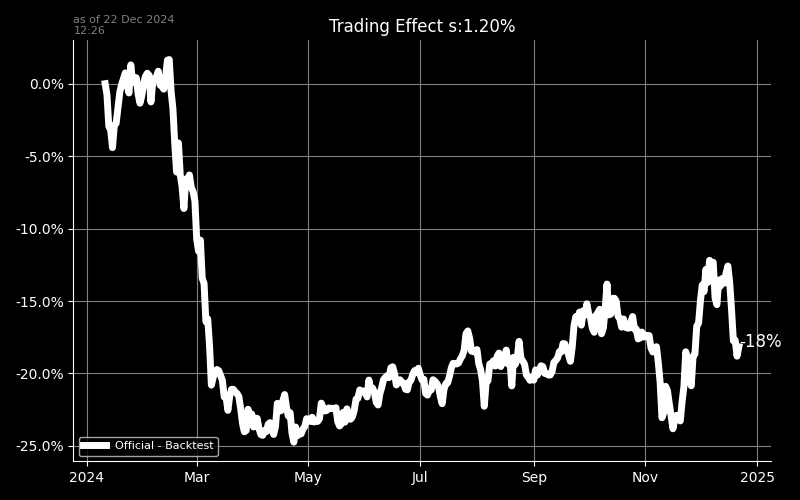 as of 22 Dec 2024
12:26
Trading Effect s:1.20%
0.0%
-5.0%
-10.0%
-15.0%
-18%
-20.0%
-25.0%
Official - Backtest
2024 Mar May Jul Sep Nov 2025